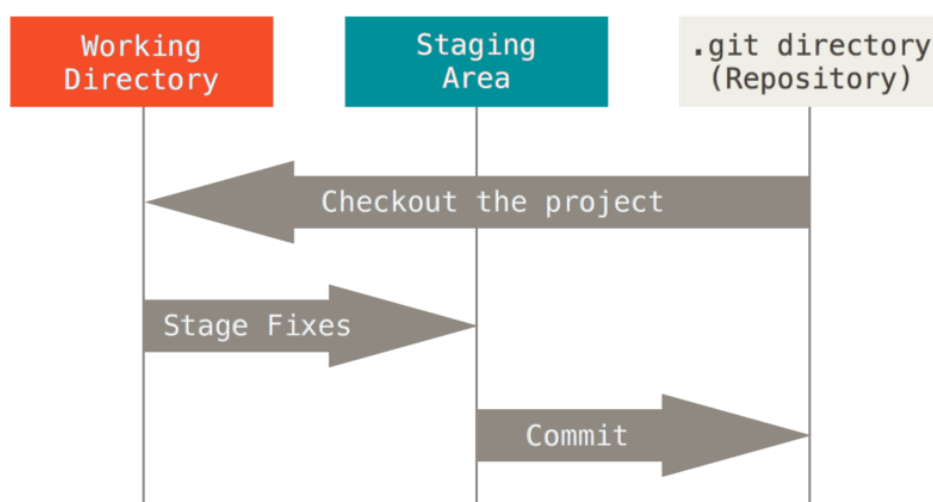 Working
Directory
Staging
Area
.git directory
(Repository)
Checkout the project
Stage Fixes
Commit